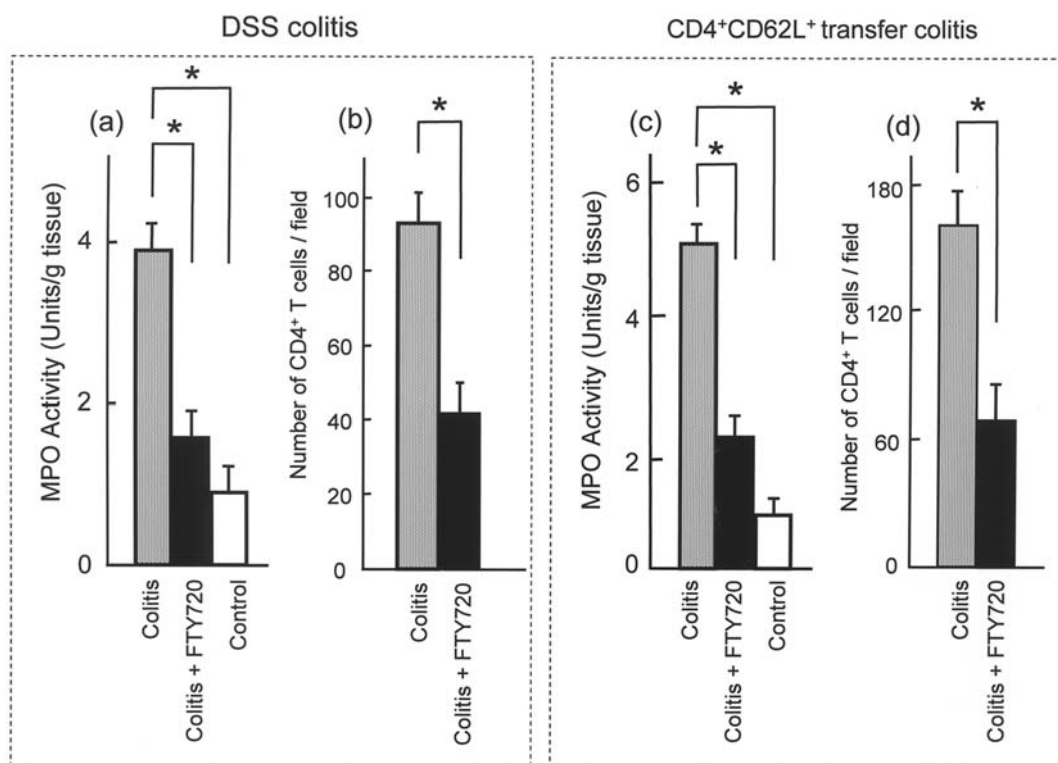 DSS colitis
CD4⁺CD62L⁺ transfer colitis
(a)
*
*
MPO Activity (Units/g tissue)
4
2
0
Colitis
Colitis + FTY720
Control
(b)
*
Number of CD4⁺ T cells / field
100
80
60
40
20
0
Colitis
Colitis + FTY720
(c)
*
*
MPO Activity (Units/g tissue)
6
4
2
0
Colitis
Colitis + FTY720
Control
(d)
*
Number of CD4⁺ T cells / field
180
120
60
0
Colitis
Colitis + FTY720